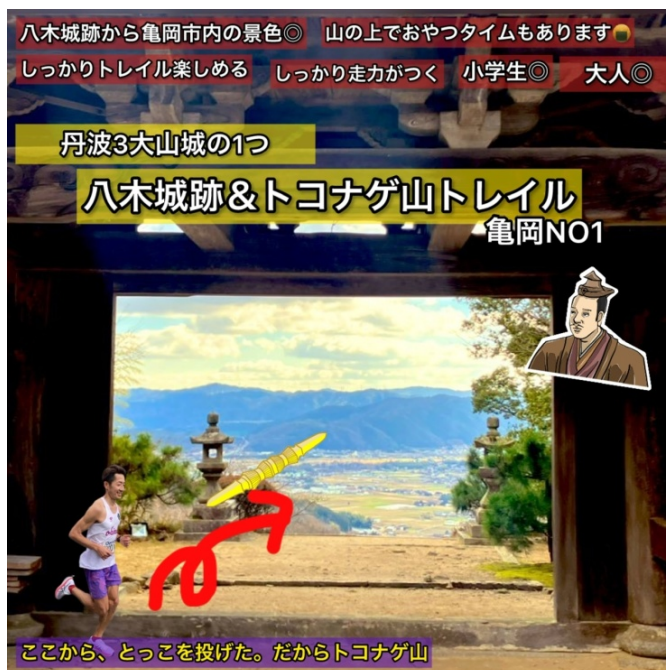 八木城跡から亀岡市内の景色◎ 山の上でおやつタイムもあります🍘
しっかりトレイル楽しめる しっかり走力がつく 小学生◎ 大人◎
丹波3大山城の1つ
八木城跡&トコナゲ山トレイル
亀岡NO1
ここから、とっこを投げた。だからトコナゲ山